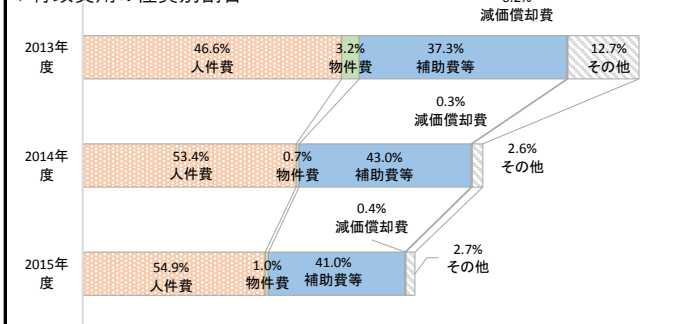 減価償却費
2013年
度
46.6%
人件費
3.2%
物件費
37.3%
補助費等
12.7%
その他
0.3%
減価償却費
2014年
度
53.4%
人件費
0.7%
物件費
43.0%
補助費等
2.6%
その他
0.4%
減価償却費
2015年
度
54.9%
人件費
1.0%
物件費
41.0%
補助費等
2.7%
その他